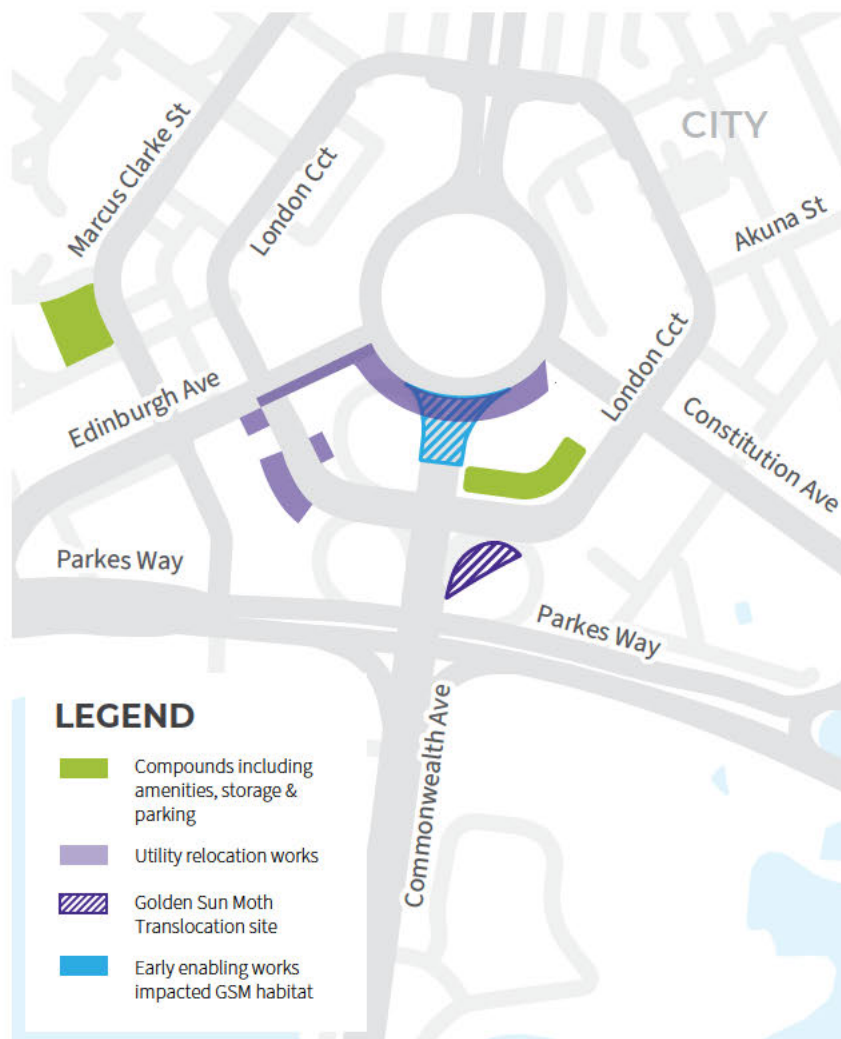 CITY
Marcus Clarke St
London Cct
Akuna St
London Cct
Edinburgh Ave
Constitution Ave
Parkes Way
Parkes Way
Commonwealth Ave
LEGEND
Compounds including
amenities, storage &
parking
Utility relocation works
Golden Sun Moth
Translocation site
Early enabling works
impacted GSM habitat